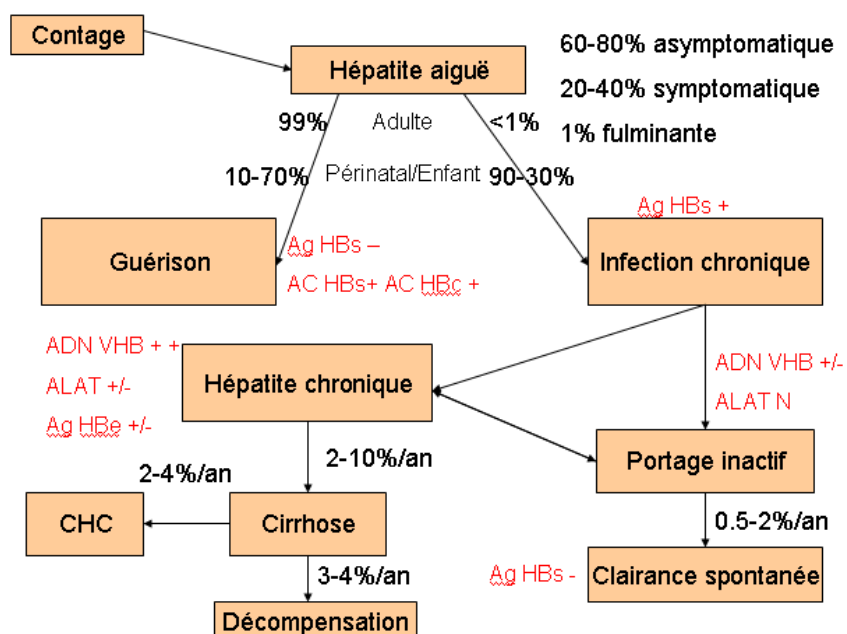 Contage
Hépatite aiguë
60-80% asymptomatique
20-40% symptomatique
1% fulminante
99%
Adulte
<1%
10-70%
Périnatal/Enfant
90-30%
Guérison
Ag HBs –
AC HBs+ AC HBc +
Ag HBs +
Infection chronique
ADN VHB + +
ALAT +/-
Ag HBe +/-
Hépatite chronique
ADN VHB +/-
ALAT N
Portage inactif
2-10%/an
2-4%/an
CHC
Cirrhose
0.5-2%/an
3-4%/an
Ag HBs -
Clairance spontanée
Décompensation